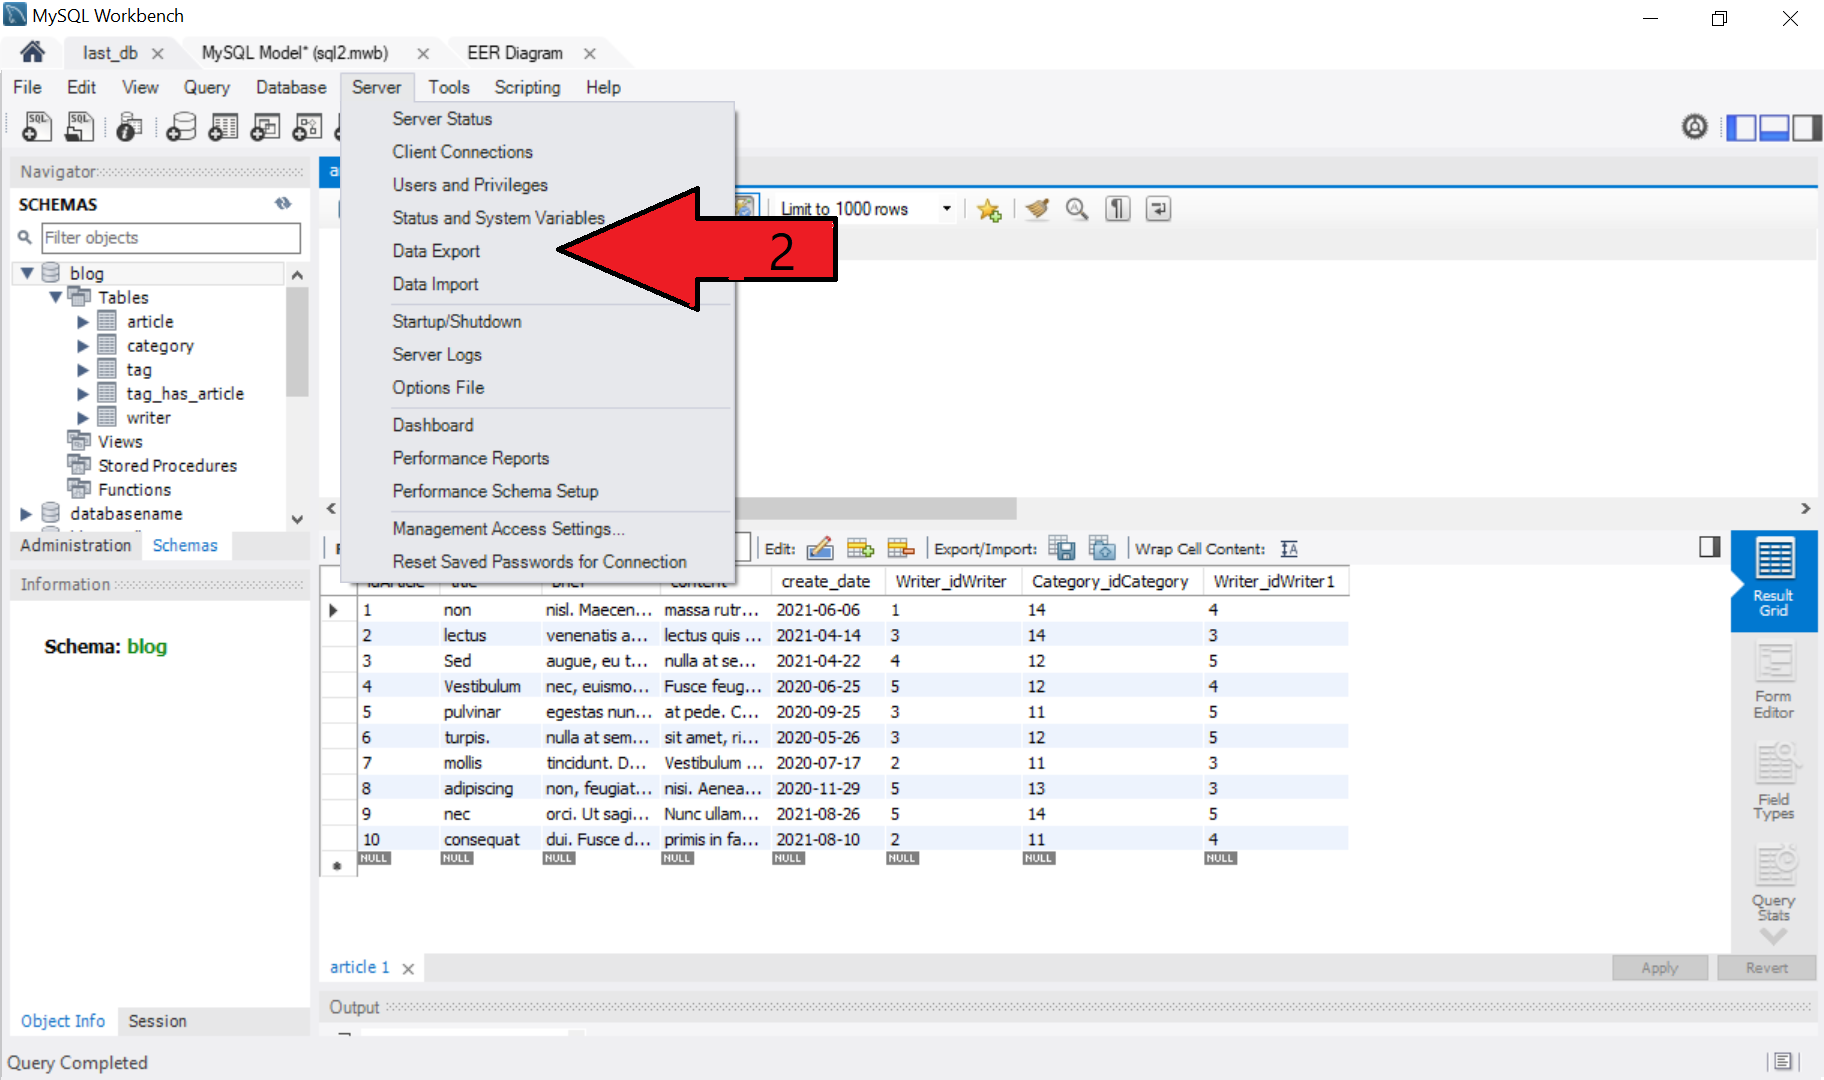 MySQL Workbench
last_db
MySQL Model* (sql2.mwb)
EER Diagram
File Edit View Query Database Server Tools Scripting Help
SQL
SQL
Server Status
Client Connections
Users and Privileges
Status and System Variables
Data Export
Data Import
Startup/Shutdown
Server Logs
Options File
Dashboard
Performance Reports
Performance Schema Setup
Management Access Settings...
Reset Saved Passwords for Connection
2
Limit to 1000 rows
Navigator
SCHEMAS
Filter objects
blog
Tables
article
category
tag
tag_has_article
writer
Views
Stored Procedures
Functions
databasename
Administration Schemas
Information
Schema: blog
Object Info Session
Edit: Export/Import: Wrap Cell Content:
create_date Writer_idWriter Category_idCategory Writer_idWriter1
1 non nisl. Maecen... massa rutr... 2021-06-06 1 14 4
2 lectus venenatis a... lectus quis ... 2021-04-14 3 14 3
3 Sed augue, eu t... nulla at se... 2021-04-22 4 12 5
4 Vestibulum nec, euismo... Fusce feug... 2020-06-25 5 12 4
5 pulvinar egestas nun... at pede. C... 2020-09-25 3 11 5
6 turpis. nulla at sem... sit amet, ri... 2020-05-26 3 12 5
7 mollis tincidunt. D... Vestibulum ... 2020-07-17 2 11 3
8 adipiscing non, feugiat... nisi. Aenea... 2020-11-29 5 13 3
9 nec orci. Ut sagi... Nunc ullam... 2021-08-26 5 14 5
10 consequat dui. Fusce d... primis in fa... 2021-08-10 2 11 4
NULL NULL NULL NULL NULL NULL NULL NULL
Result
Grid
Form
Editor
Field
Types
Query
Stats
article 1
Apply Revert
Output
Query Completed